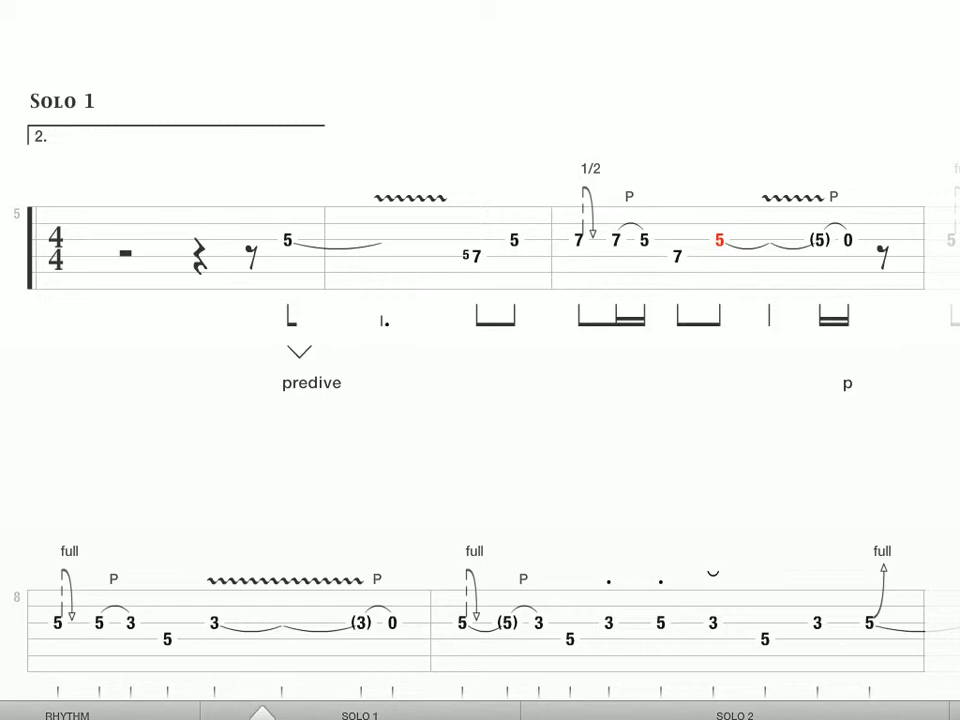 Solo 1
2.
1/2
P P fu
5
4
4
5 5 7 5 7 7 5 7 5 (5) 0 5
predive p
full full full
P P P
8
5 5 3 5 3 (3) 0 5 (5) 3 5 3 5 3 5 3 5
RHYTHM SOLO 1 SOLO 2